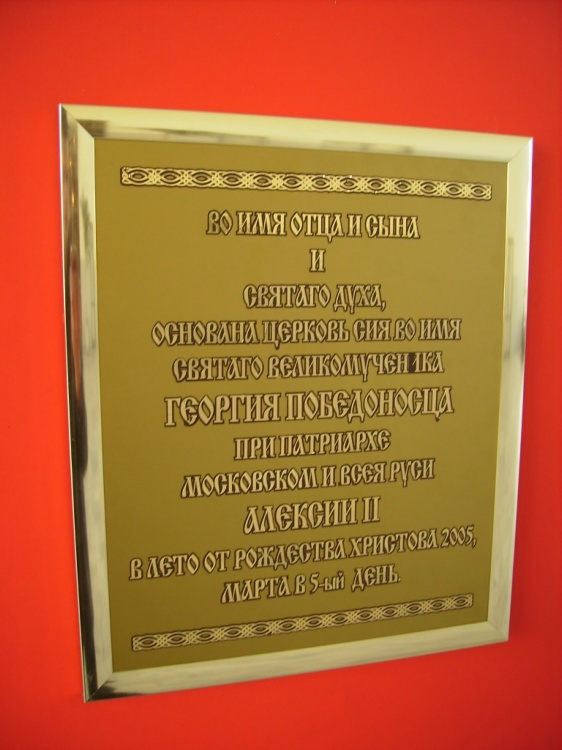 ВО ИМЯ ОТЦА И СЫНА
И
СВЯТАГО ДУХА,
ОСНОВАНА ЦЕРКОВЬ СИЯ ВО ИМЯ
СВЯТАГО ВЕЛИКОМУЧЕНИКА
ГЕОРГИЯ ПОБЕДОНОСЦА
ПРИ ПАТРИАРХЕ
МОСКОВСКОМ И ВСЕЯ РУСИ
АЛЕКСИИ II
В ЛЕТО ОТ РОЖДЕСТВА ХРИСТОВА 2005,
МАРТА В 5-ый ДЕНЬ.